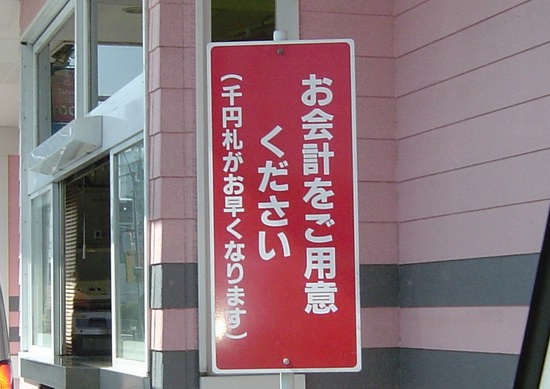 お会計をご用意
ください
(千円札がお早くなります)